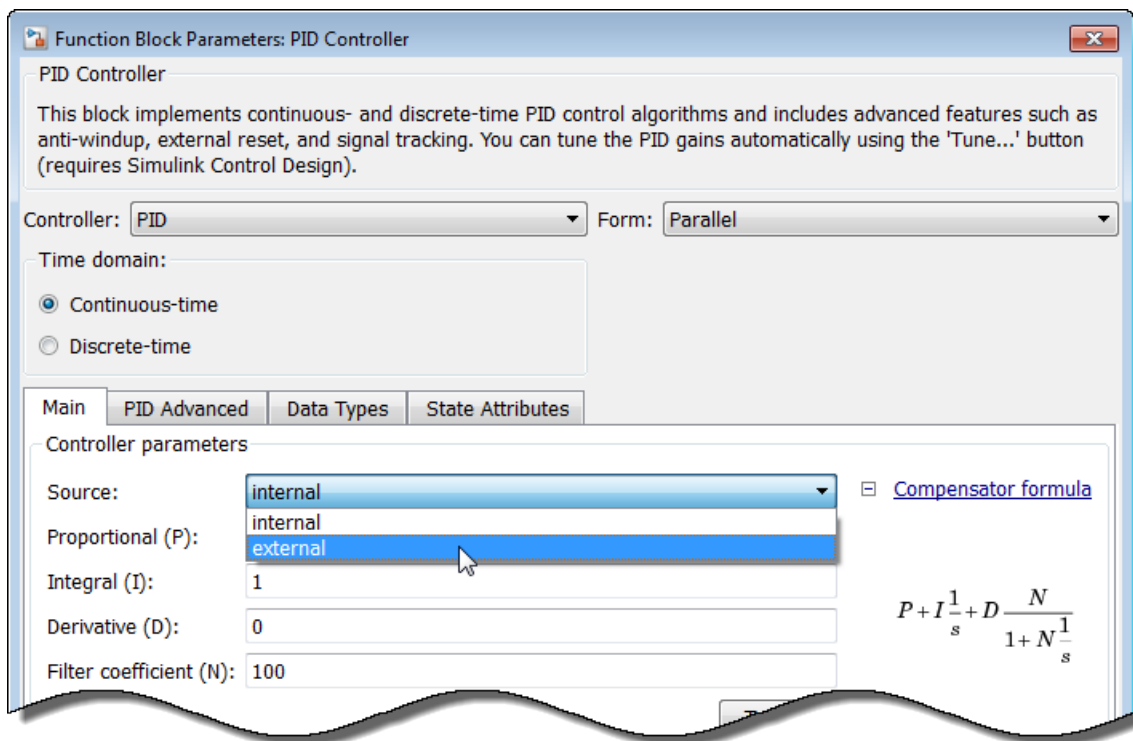 Function Block Parameters: PID Controller
PID Controller
This block implements continuous- and discrete-time PID control algorithms and includes advanced features such as
anti-windup, external reset, and signal tracking. You can tune the PID gains automatically using the 'Tune...' button
(requires Simulink Control Design).
Controller: PID Form: Parallel
Time domain:
Continuous-time
Discrete-time
Main PID Advanced Data Types State Attributes
Controller parameters
Source: internal Compensator formula
internal
Proportional (P):
external
Integral (I): 1
Derivative (D): 0
P + I 1/s + D N/(1 + N 1/s)
Filter coefficient (N): 100